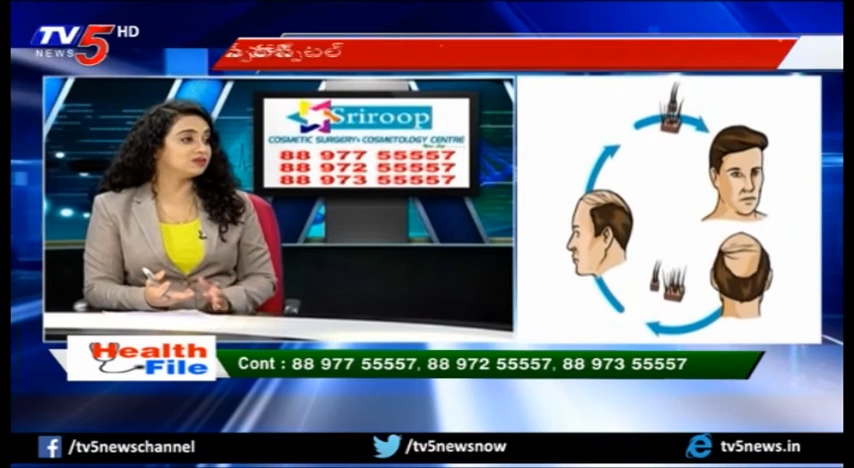 TV5 HD
NEWS
Sriroop
COSMETIC SURGERY & COSMETOLOGY CENTRE
88 977 55557
88 972 55557
88 973 55557
Health
File
Cont : 88 977 55557, 88 972 55557, 88 973 55557
/tv5newschannel
/tv5newsnow
tv5news.in